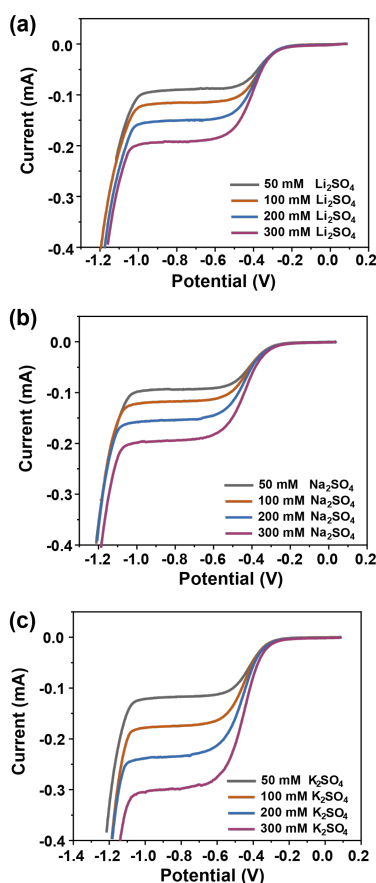 (a)
0.0
-0.1
-0.2
-0.3
-0.4
Current (mA)
50 mM Li₂SO₄
100 mM Li₂SO₄
200 mM Li₂SO₄
300 mM Li₂SO₄
-1.2 -1.0 -0.8 -0.6 -0.4 -0.2 0.0 0.2
Potential (V)
(b)
0.0
-0.1
-0.2
-0.3
-0.4
Current (mA)
50 mM Na₂SO₄
100 mM Na₂SO₄
200 mM Na₂SO₄
300 mM Na₂SO₄
-1.2 -1.0 -0.8 -0.6 -0.4 -0.2 0.0 0.2
Potential (V)
(c)
0.0
-0.1
-0.2
-0.3
-0.4
Current (mA)
50 mM K₂SO₄
100 mM K₂SO₄
200 mM K₂SO₄
300 mM K₂SO₄
-1.4 -1.2 -1.0 -0.8 -0.6 -0.4 -0.2 0.0 0.2
Potential (V)